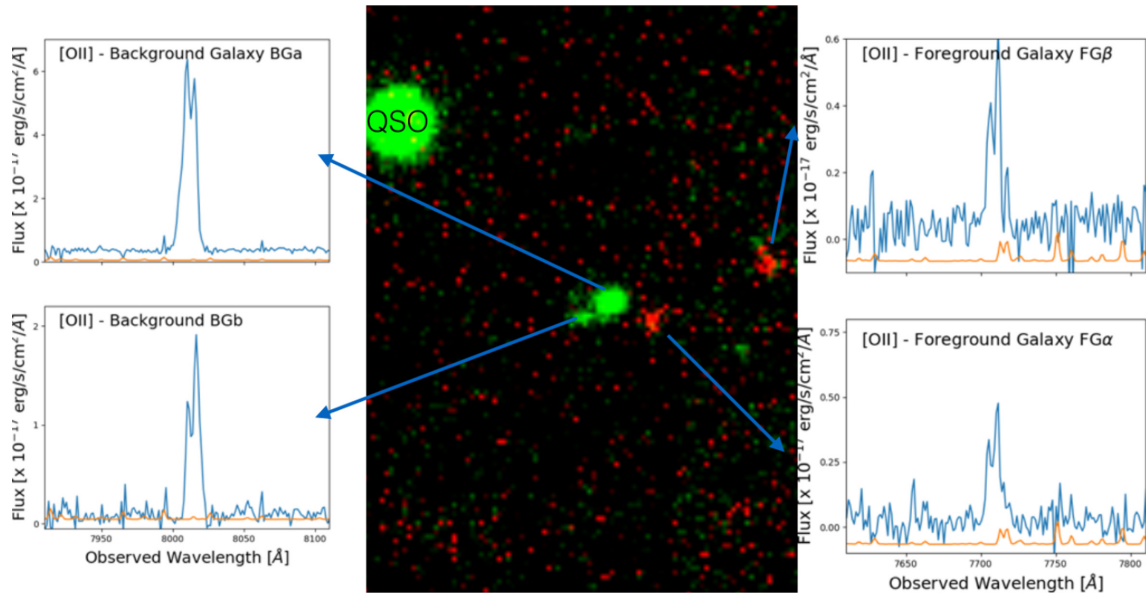 [OII] - Background Galaxy BGa
Flux [x 10⁻¹⁷ erg/s/cm²/A]
6
4
2
0
[OII] - Background BGb
Flux [x 10⁻¹⁷ erg/s/cm²/A]
2
1
0
7950 8000 8050 8100
Observed Wavelength [Å]
QSO
[OII] - Foreground Galaxy FGβ
Flux [x 10⁻¹⁷ erg/s/cm²/Å]
0.6
0.4
0.2
0.0
[OII] - Foreground Galaxy FGα
Flux [x 10⁻¹⁷ erg/s/cm²/Å]
0.75
0.50
0.25
0.00
7650 7700 7750 7800
Observed Wavelength [Å]